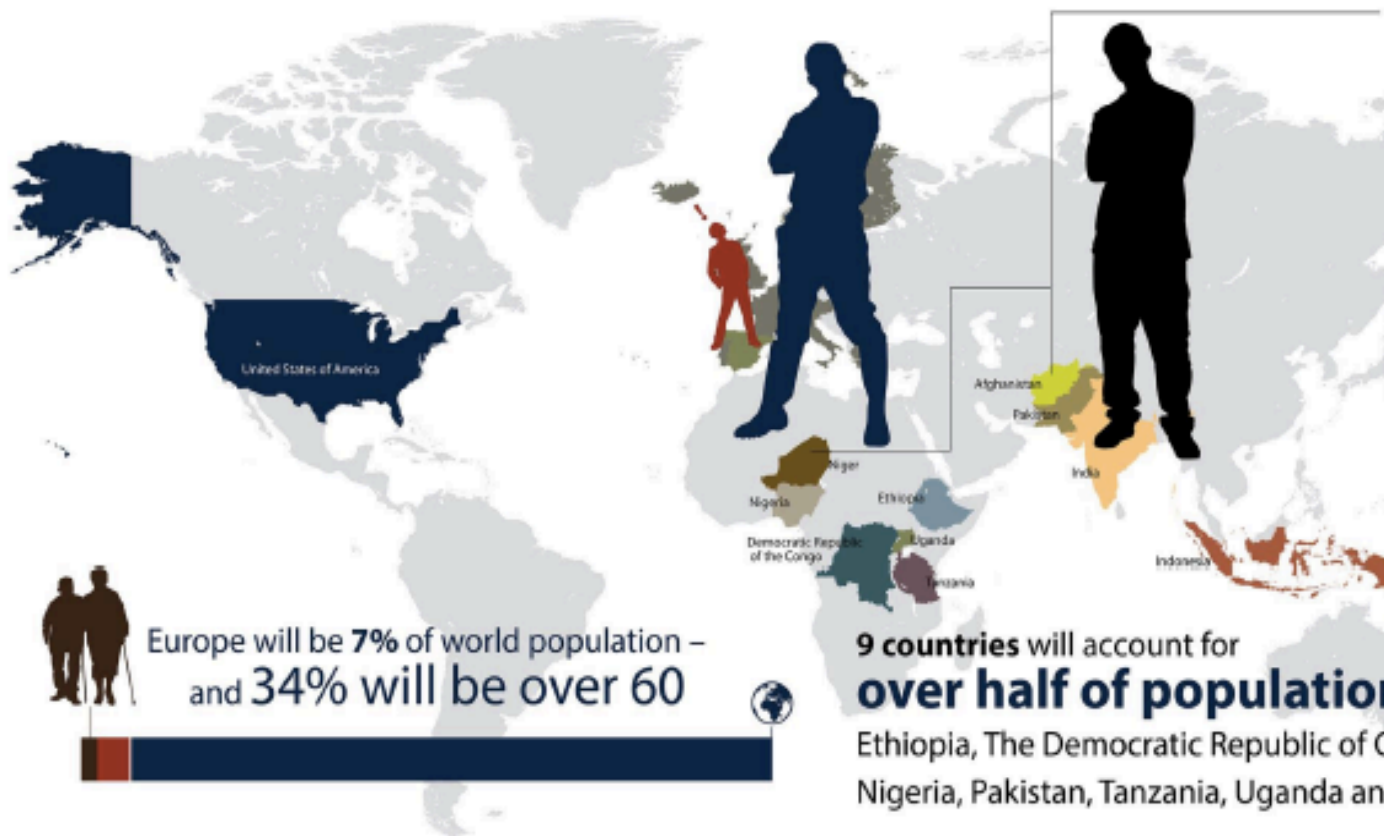 United States of America
Afghanistan
Pakistan
India
Niger
Nigeria
Ethiopia
Democratic Republic
of the Congo
Uganda
Tanzania
Indonesia
Europe will be 7% of world population –
and 34% will be over 60
9 countries will account for
over half of population
Ethiopia, The Democratic Republic of
Nigeria, Pakistan, Tanzania, Uganda an